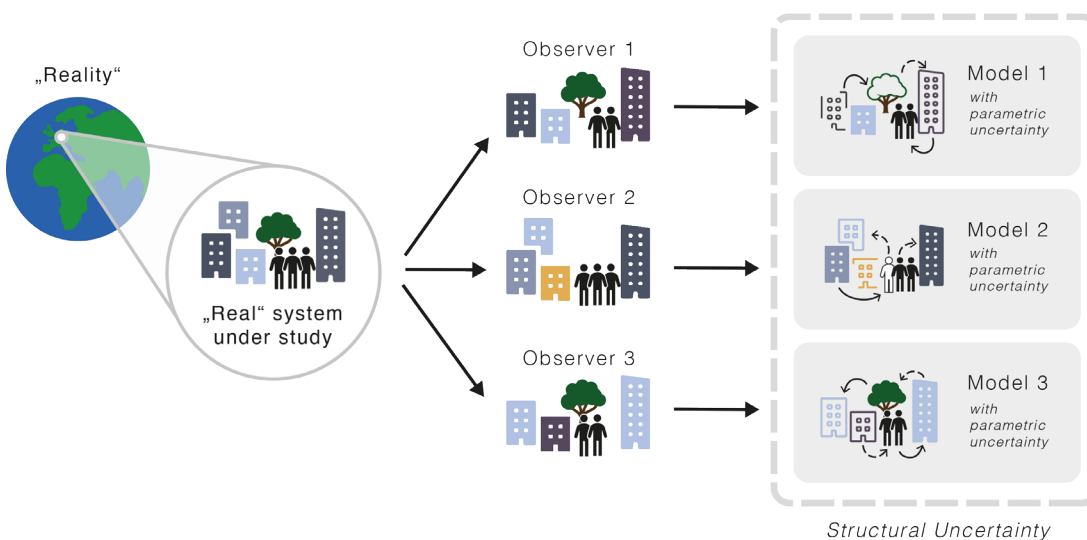 „Reality“
„Real“ system
under study
Observer 1
Observer 2
Observer 3
Model 1
with
parametric
uncertainty
Model 2
with
parametric
uncertainty
Model 3
with
parametric
uncertainty
Structural Uncertainty